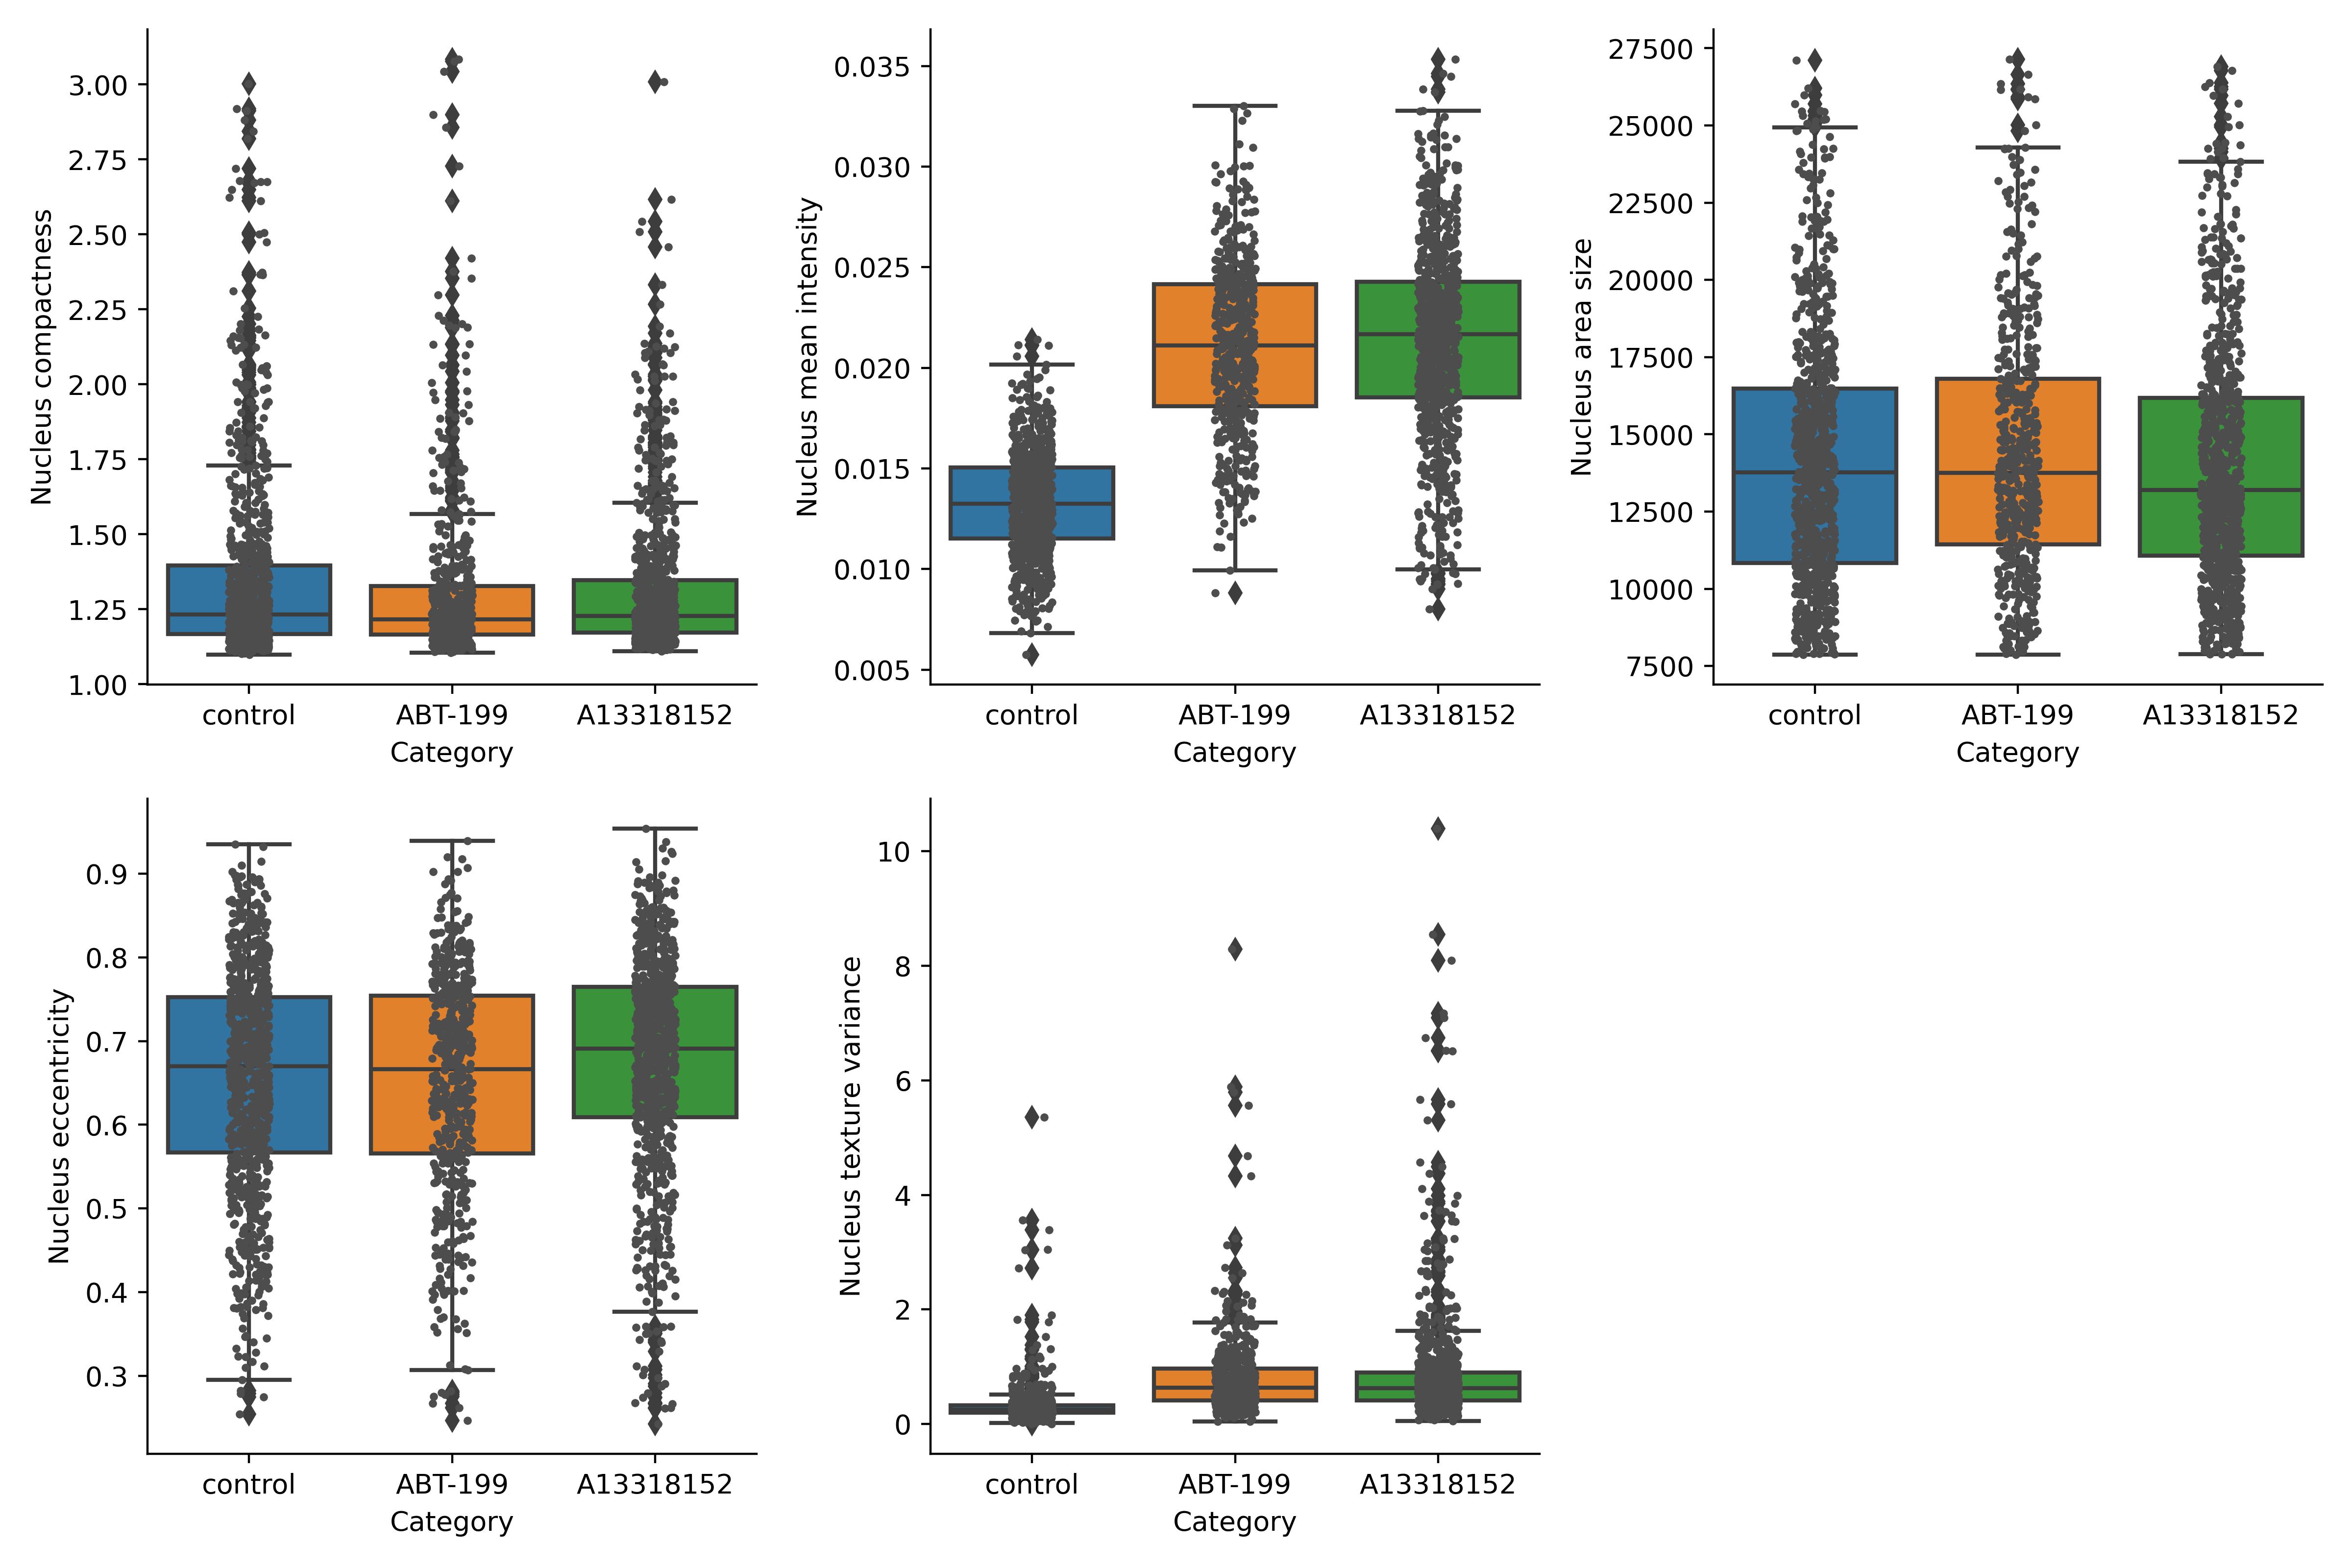 Nucleus compactness
3.00
2.75
2.50
2.25
2.00
1.75
1.50
1.25
1.00
control ABT-199 A13318152
Category
Nucleus mean intensity
0.035
0.030
0.025
0.020
0.015
0.010
0.005
control ABT-199 A13318152
Category
Nucleus area size
27500
25000
22500
20000
17500
15000
12500
10000
7500
control ABT-199 A13318152
Category
Nucleus eccentricity
0.9
0.8
0.7
0.6
0.5
0.4
0.3
control ABT-199 A13318152
Category
Nucleus texture variance
10
8
6
4
2
0
control ABT-199 A13318152
Category